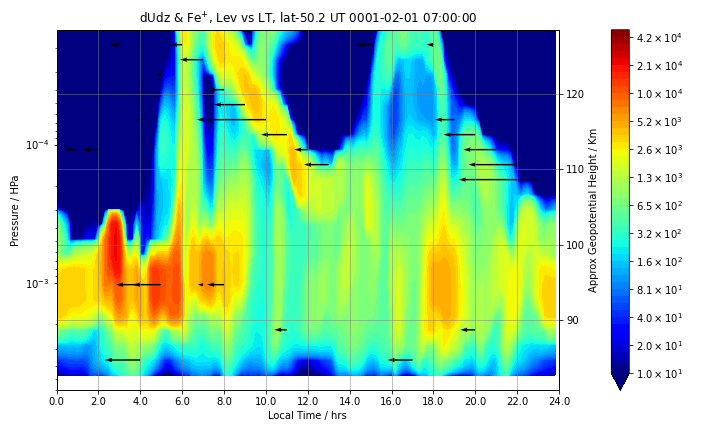 dUdz & Fe⁺, Lev vs LT, lat-50.2 UT 0001-02-01 07:00:00
Pressure / HPa
10⁻⁴
10⁻³
0.0 2.0 4.0 6.0 8.0 10.0 12.0 14.0 16.0 18.0 20.0 22.0 24.0
Local Time / hrs
120
110
100
90
Approx Geopotential Height / Km
4.2 × 10⁴
2.1 × 10⁴
1.0 × 10⁴
5.2 × 10³
2.6 × 10³
1.3 × 10³
6.5 × 10²
3.2 × 10²
1.6 × 10²
8.1 × 10¹
4.0 × 10¹
2.0 × 10¹
1.0 × 10¹